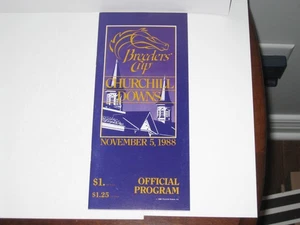 Breeders'
Cup
CHURCHILL
DOWNS
NOVEMBER 5, 1988
$1.
OFFICIAL
$1.25
PROGRAM